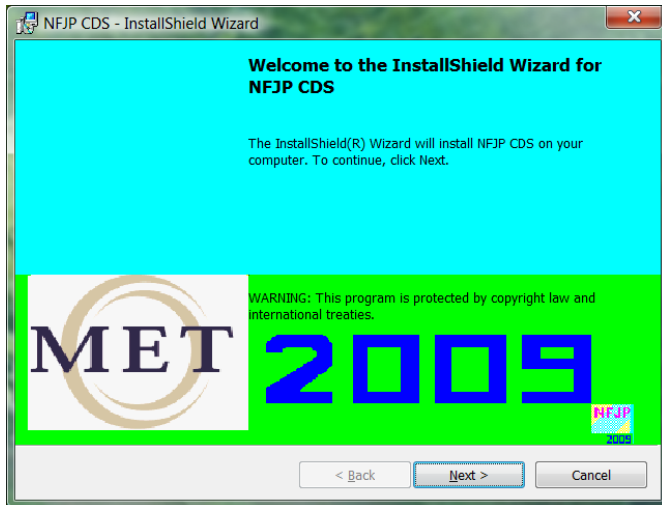 NFJP CDS - InstallShield Wizard
Welcome to the InstallShield Wizard for
NFJP CDS
The InstallShield(R) Wizard will install NFJP CDS on your
computer. To continue, click Next.
WARNING: This program is protected by copyright law and
international treaties.
MET
2009
NFJP
2009
< Back
Next >
Cancel